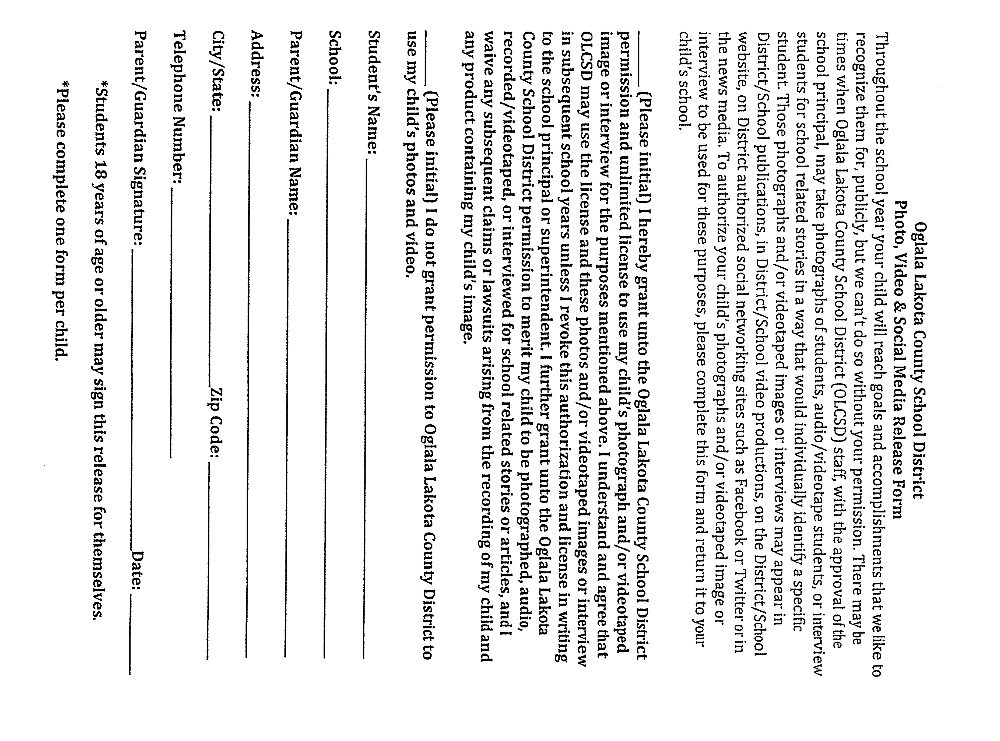 Oglala Lakota County School District
Photo, Video & Social Media Release Form
Throughout the school year your child will reach goals and accomplishments that we like to
recognize them for, publicly, but we can't do so without your permission. There may be
times when Oglala Lakota County School District (OLCSD) staff, with the approval of the
school principal, may take photographs of students, audio/videotape students, or interview
students for school related stories in a way that would individually identify a specific
student. Those photographs and/or videotaped images or interviews may appear in
District/School publications, in District/School video productions, on the District/School
website, on District authorized social networking sites such as Facebook or Twitter or in
the news media. To authorize your child's photographs and/or videotaped image or
interview to be used for these purposes, please complete this form and return it to your
child's school.
________ (Please initial) I hereby grant unto the Oglala Lakota County School District
permission and unlimited license to use my child's photograph and/or videotaped
image or interview for the purposes mentioned above. I understand and agree that
OLCSD may use the license and these photos and/or videotaped images or interview
in subsequent school years unless I revoke this authorization and license in writing
to the school principal or superintendent. I further grant unto the Oglala Lakota
County School District permission to merit my child to be photographed, audio,
recorded/videotaped, or interviewed for school related stories or articles, and I
waive any subsequent claims or lawsuits arising from the recording of my child and
any product containing my child's image.
________ (Please initial) I do not grant permission to Oglala Lakota County District to
use my child's photos and video.
Student's Name: ________
School: ________
Parent/Guardian Name: ________
Address: ________
City/State: ________ Zip Code: ________
Telephone Number: ________
Parent/Guardian Signature: ________ Date: ________
*Students 18 years of age or older may sign this release for themselves.
*Please complete one form per child.